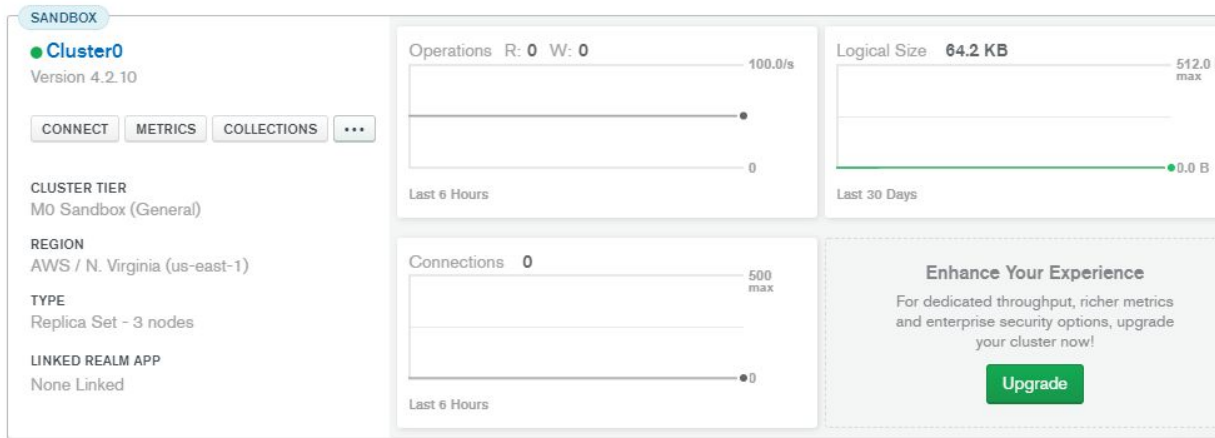 SANDBOX
Cluster0
Version 4.2.10
CONNECT METRICS COLLECTIONS ...
CLUSTER TIER
M0 Sandbox (General)
REGION
AWS / N. Virginia (us-east-1)
TYPE
Replica Set - 3 nodes
LINKED REALM APP
None Linked
Operations R: 0 W: 0
100.0/s
0
Last 6 Hours
Logical Size 64.2 KB
512.0
max
0.0 B
Last 30 Days
Connections 0
500
max
0
Last 6 Hours
Enhance Your Experience
For dedicated throughput, richer metrics
and enterprise security options, upgrade
your cluster now!
Upgrade